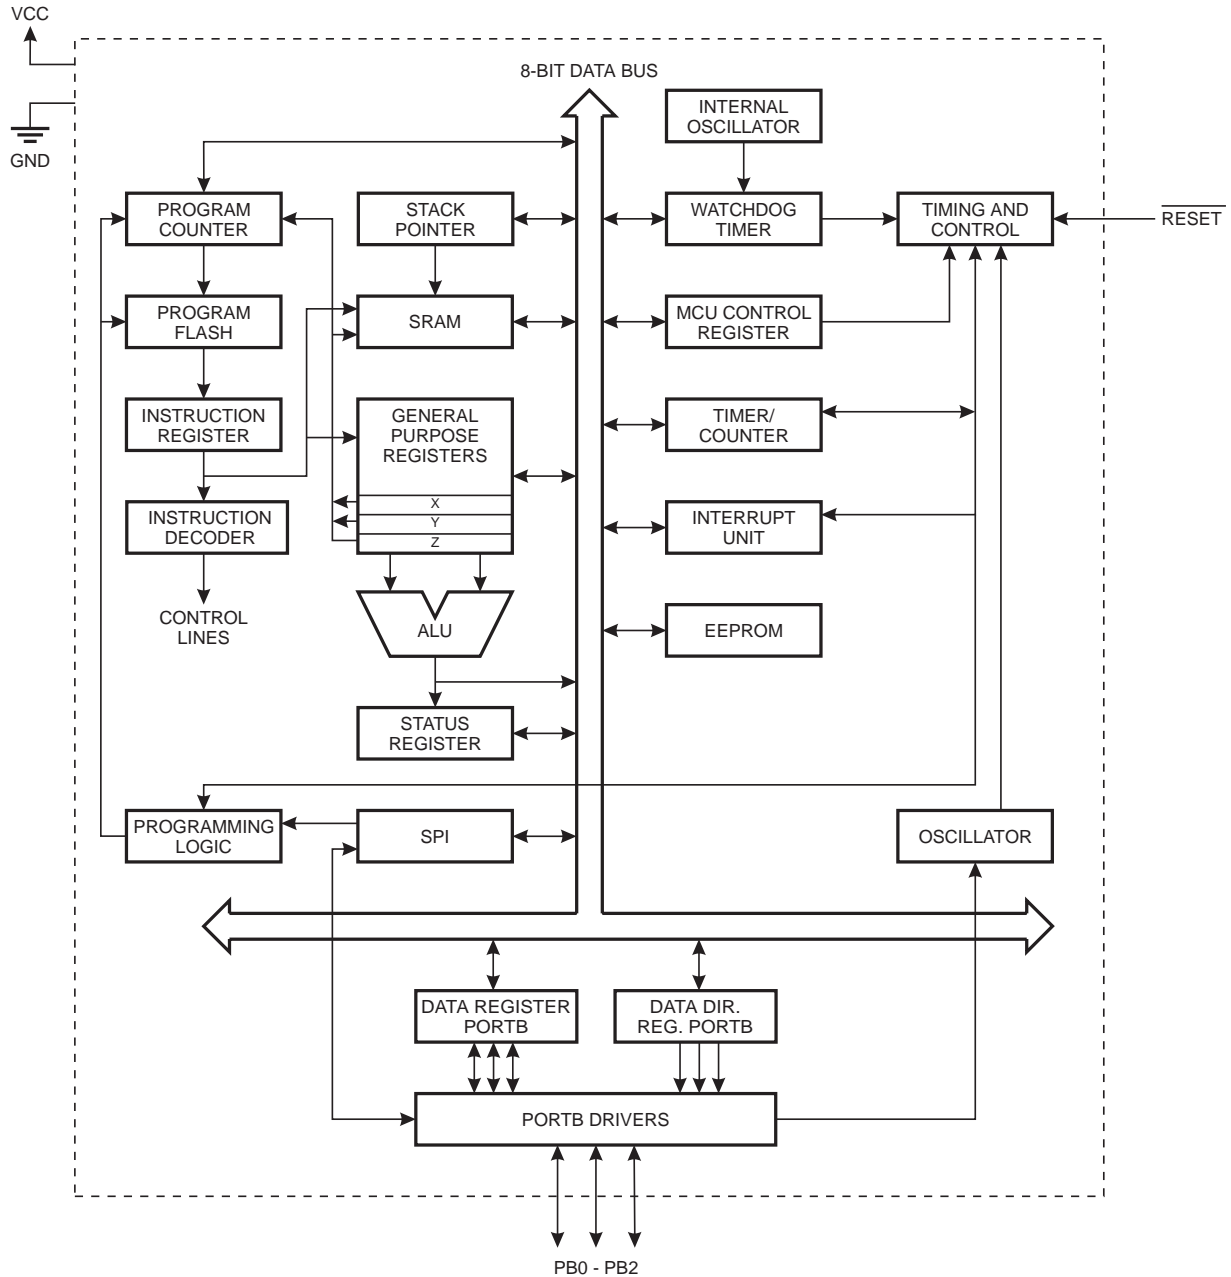 VCC
8-BIT DATA BUS
INTERNAL
OSCILLATOR
GND
PROGRAM
COUNTER
STACK
POINTER
WATCHDOG
TIMER
TIMING AND
CONTROL
RESET
PROGRAM
FLASH
SRAM
MCU CONTROL
REGISTER
INSTRUCTION
REGISTER
GENERAL
PURPOSE
REGISTERS
TIMER/
COUNTER
X
Y
Z
INSTRUCTION
DECODER
INTERRUPT
UNIT
CONTROL
LINES
ALU
EEPROM
STATUS
REGISTER
PROGRAMMING
LOGIC
SPI
OSCILLATOR
DATA REGISTER
PORTB
DATA DIR.
REG. PORTB
PORTB DRIVERS
PB0 - PB2